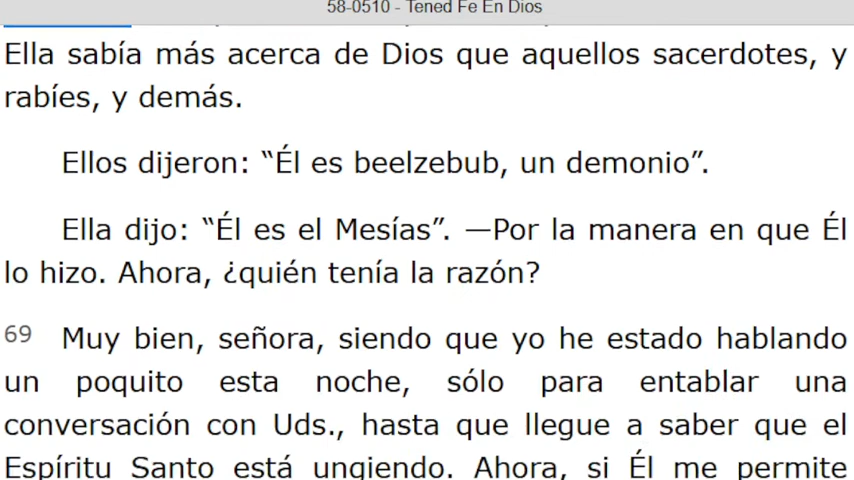 58-0510 - Tened Fe En Dios
Ella sabía más acerca de Dios que aquellos sacerdotes, y
rabíes, y demás.
Ellos dijeron: “Él es beelzebub, un demonio”.
Ella dijo: “Él es el Mesías”. —Por la manera en que Él
lo hizo. Ahora, ¿quién tenía la razón?
69 Muy bien, señora, siendo que yo he estado hablando
un poquito esta noche, sólo para entablar una
conversación con Uds., hasta que llegue a saber que el
Espíritu Santo está ungiendo. Ahora, si Él me permite